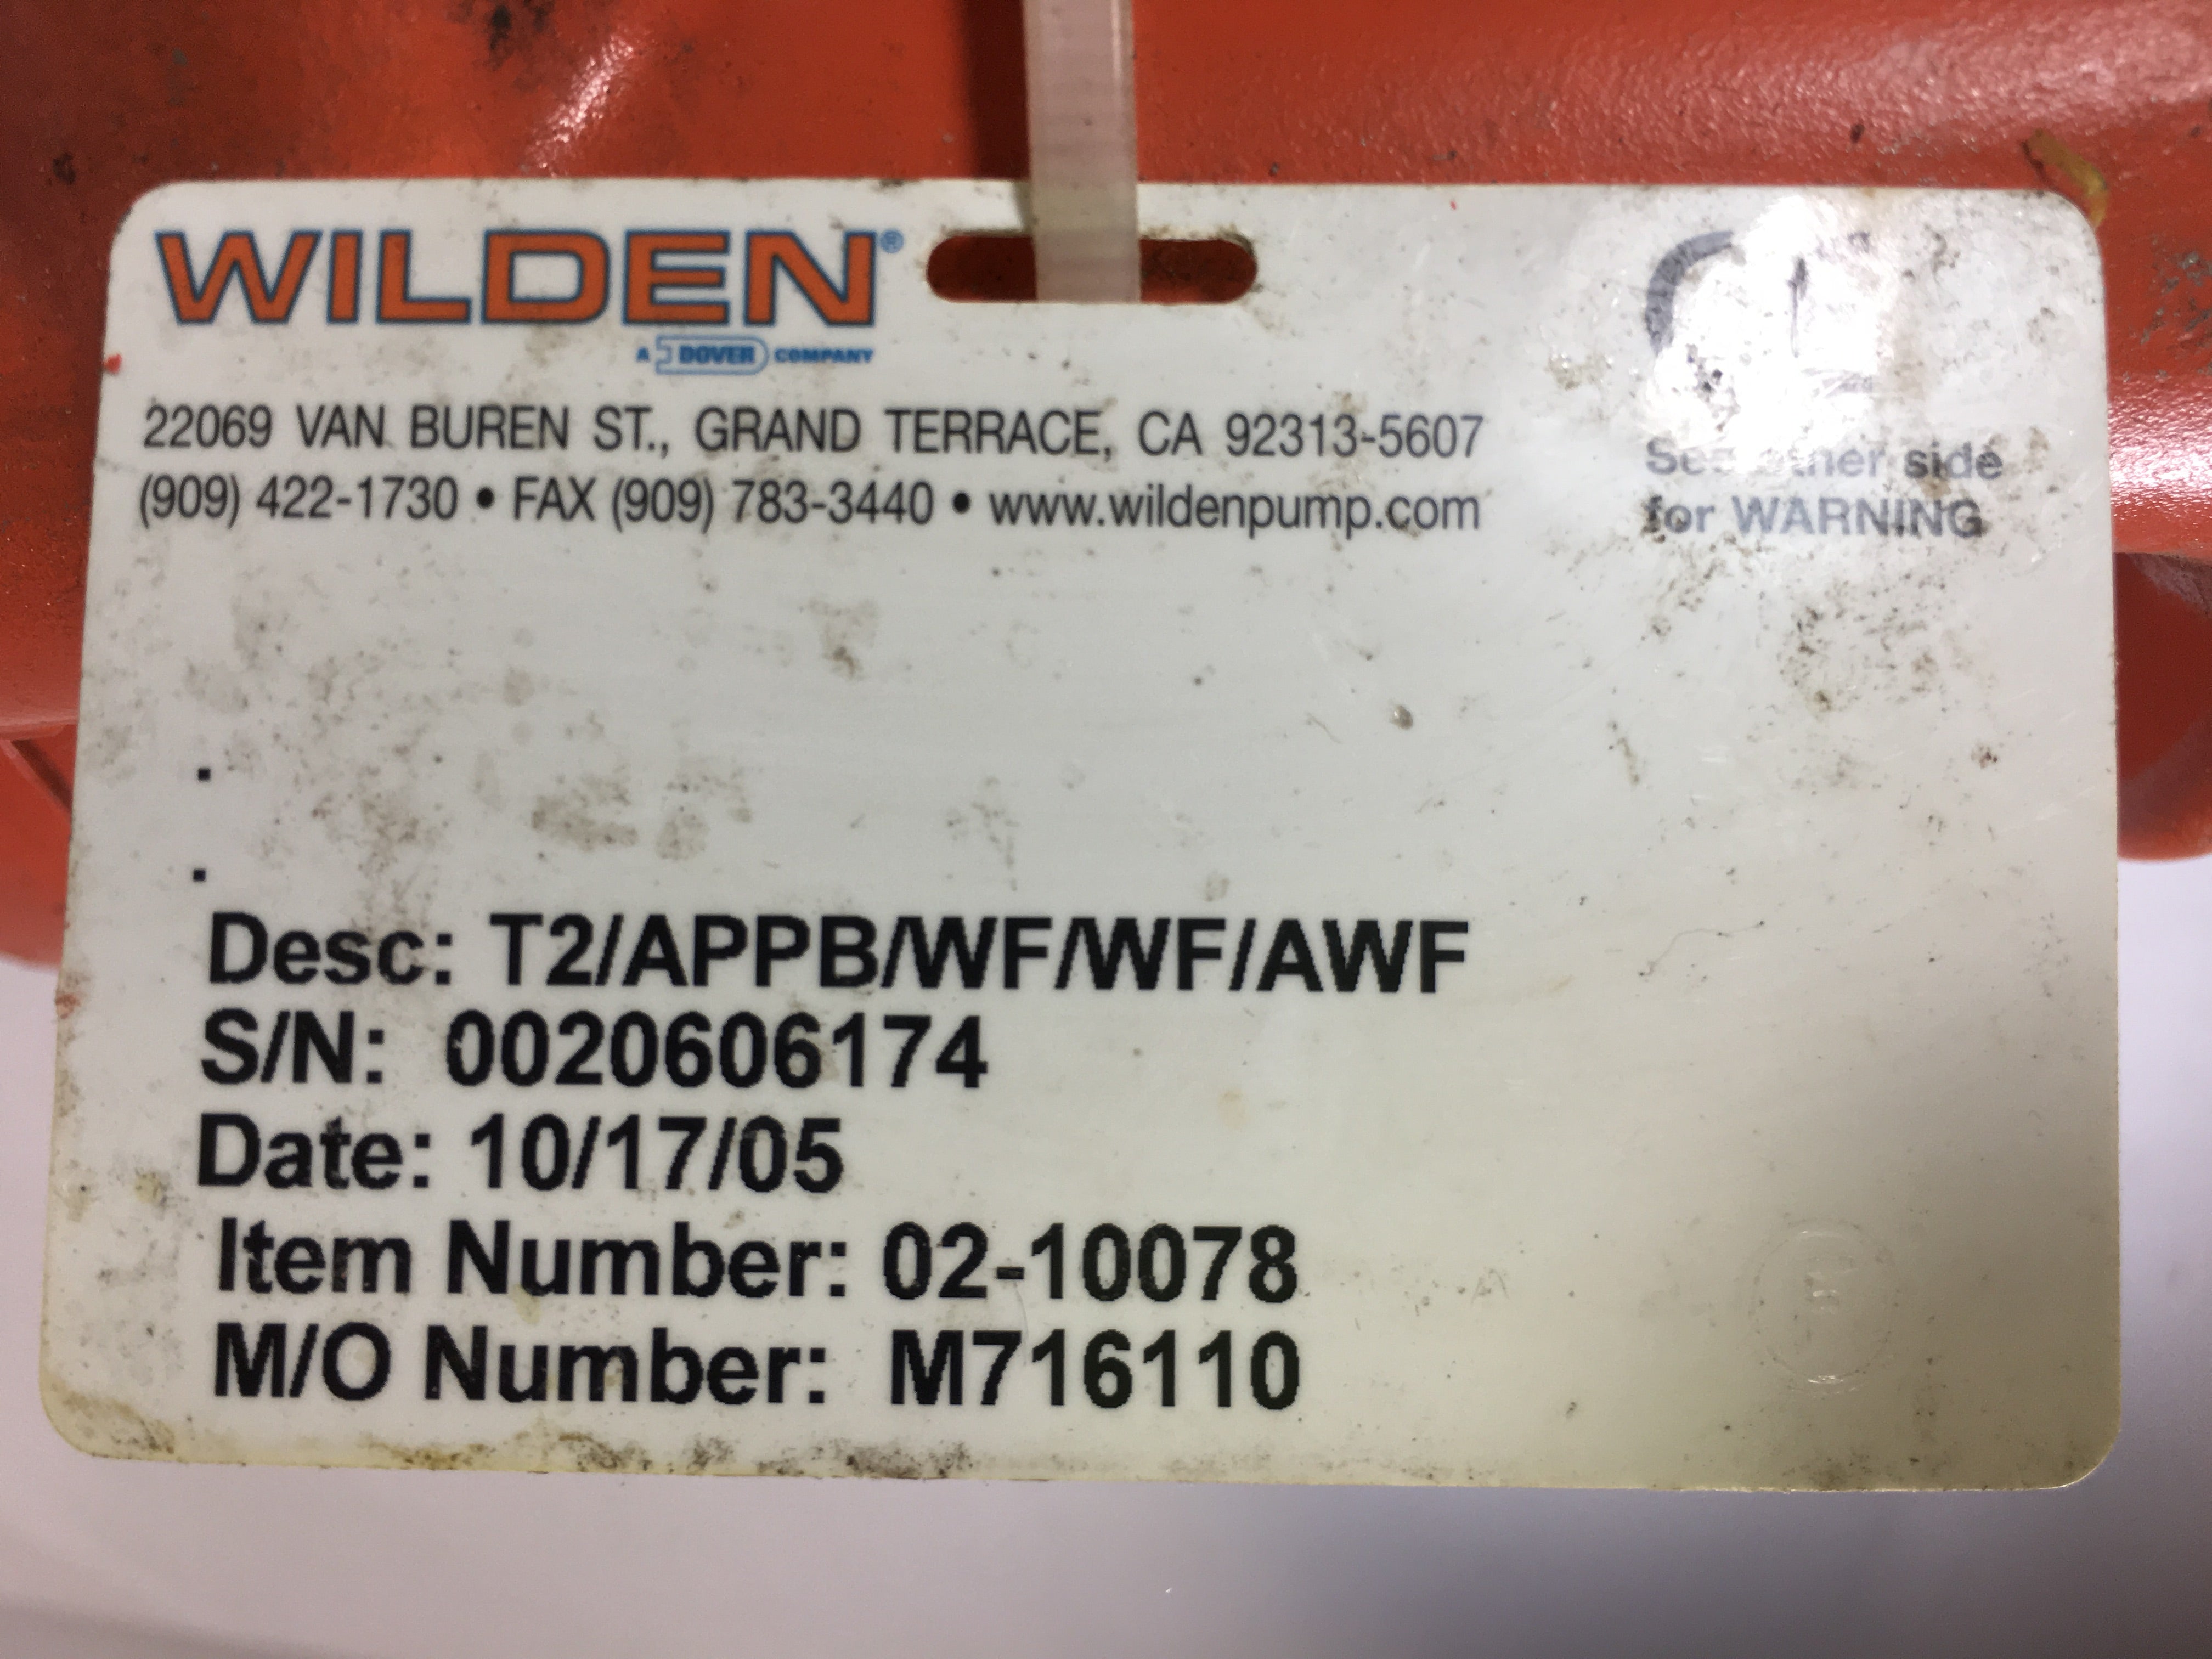 WILDEN®
A DOVER COMPANY
22069 VAN BUREN ST., GRAND TERRACE, CA 92313-5607
(909) 422-1730 • FAX (909) 783-3440 • www.wildenpump.com
See other side
for WARNING
.
.
Desc: T2/APPB/WF/WF/AWF
S/N: 0020606174
Date: 10/17/05
Item Number: 02-10078
M/O Number: M716110